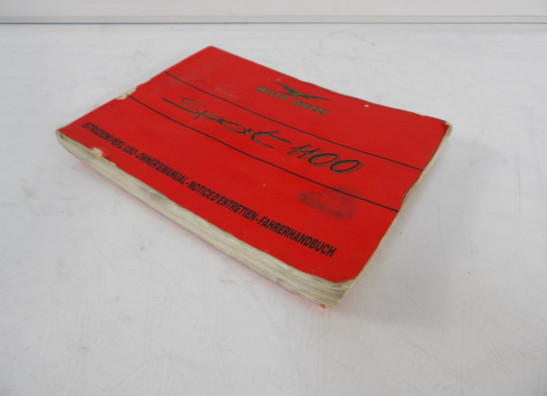 MOTO GUZZI
Sport 1100
ISTRUZIONI PER L'USO-OWNER'S MANUAL-NOTICE D'ENTRETIEN-FAHRERHANDBUCH